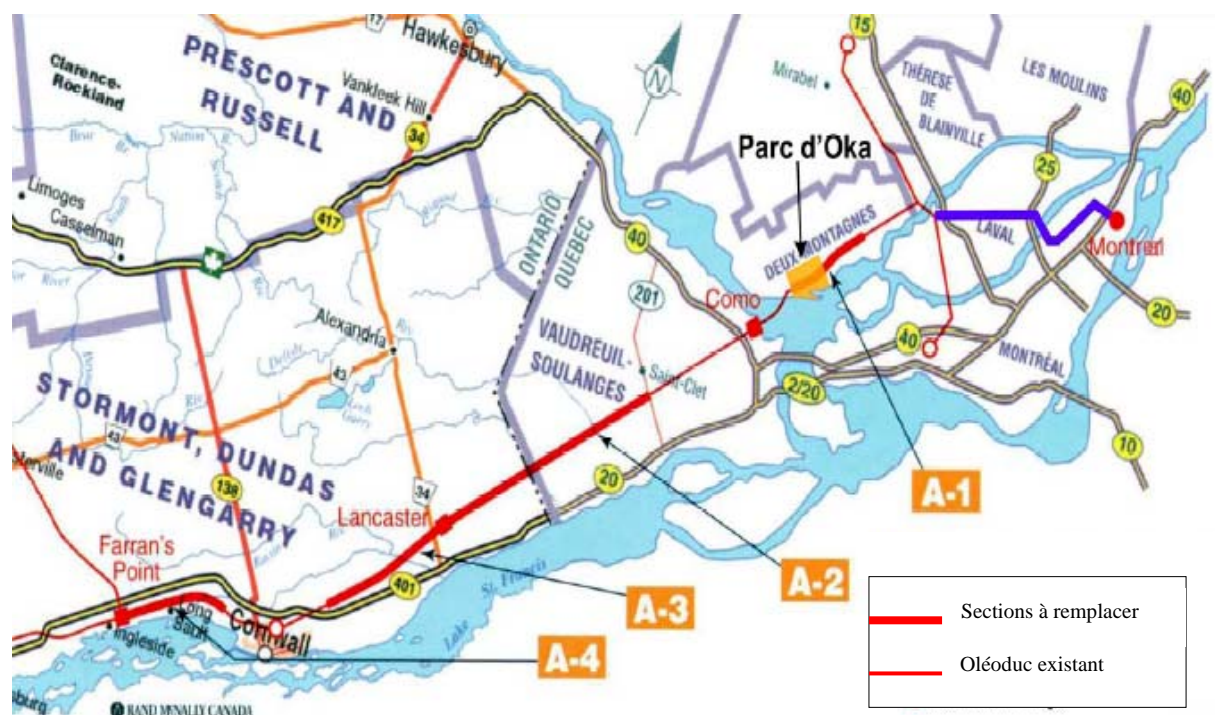 17
Hawkesbury
15
PRESCOTT AND
RUSSELL
Clarence-
Rockland
Vankleek Hill
34
N
Mirabel
THÉRÈSE
DE
BLAINVILLE
LES MOULINS
40
25
Parc d'Oka
Nation R.
Limoges
Casselman
417
ONTARIO
QUEBEC
40
DEUX MONTAGNES
LAVAL
Montreal
201
Como
20
Alexandria
VAUDREUIL-
SOULANGES
Saint-Clet
40
MONTRÉAL
2/20
43
43
STORMONT, DUNDAS
AND GLENGARRY
138
34
20
10
A-1
Lancaster
Farran's
Point
401
St. Francis
Lake
A-2
A-3
Long
Sault
Cornwall
Ingleside
A-4
Sections à remplacer
Oléoduc existant
RAND MCNALLY CANADA